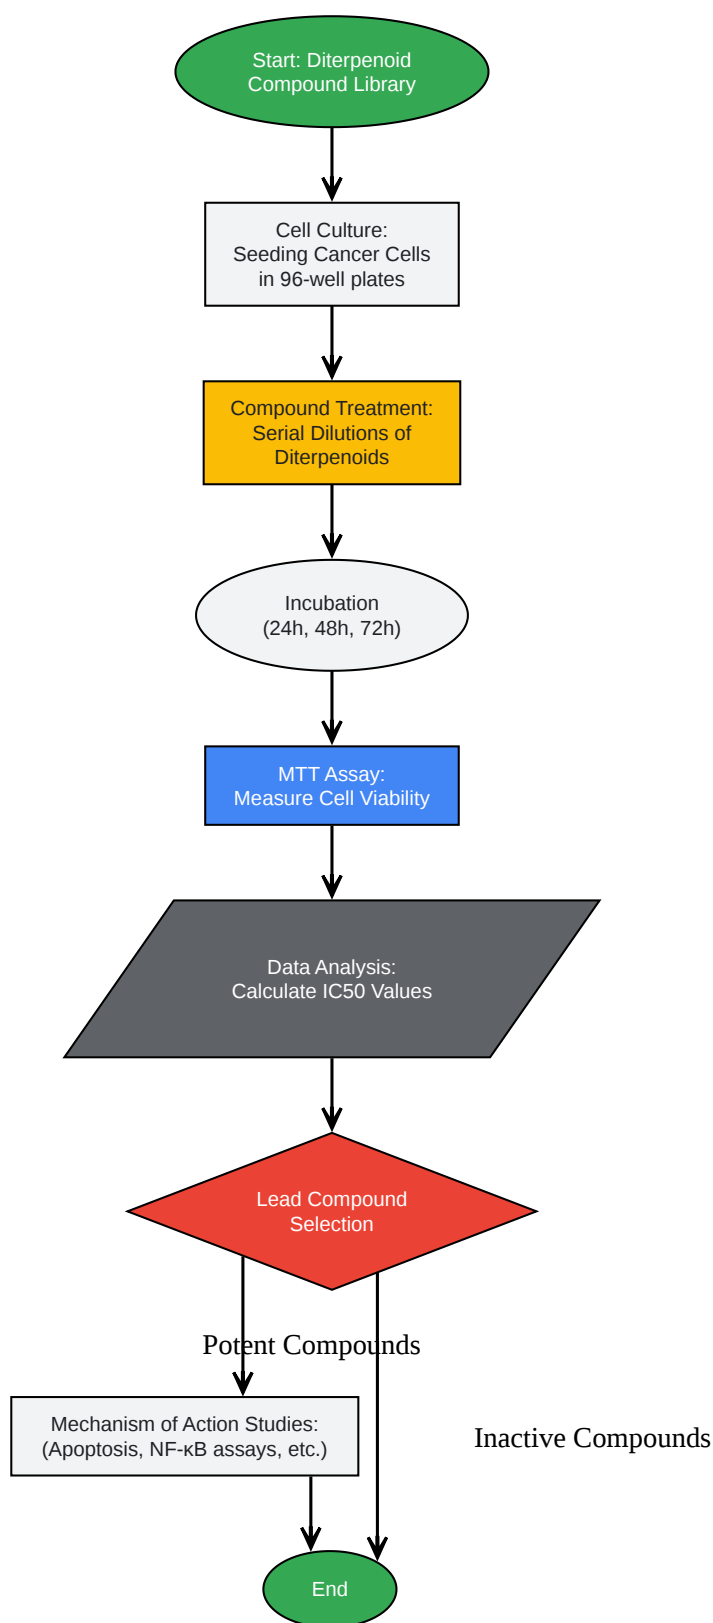 Start: Diterpenoid
Compound Library
Cell Culture:
Seeding Cancer Cells
in 96-well plates
Compound Treatment:
Serial Dilutions of
Diterpenoids
Incubation
(24h, 48h, 72h)
MTT Assay:
Measure Cell Viability
Data Analysis:
Calculate IC50 Values
Lead Compound
Selection
Potent Compounds
Mechanism of Action Studies:
(Apoptosis, NF-κB assays, etc.)
Inactive Compounds
End